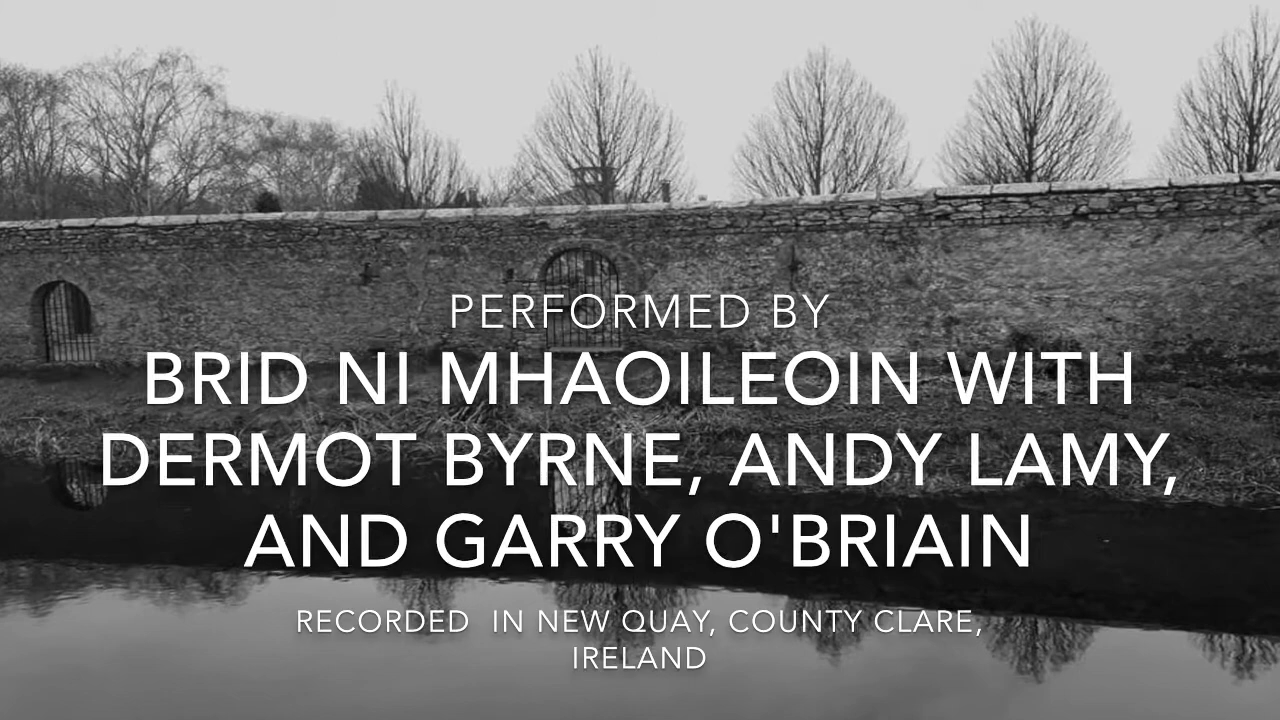 PERFORMED BY
BRID NI MHAOILEOIN WITH
DERMOT BYRNE, ANDY LAMY,
AND GARRY O'BRIAIN
RECORDED  IN NEW QUAY, COUNTY CLARE,
IRELAND